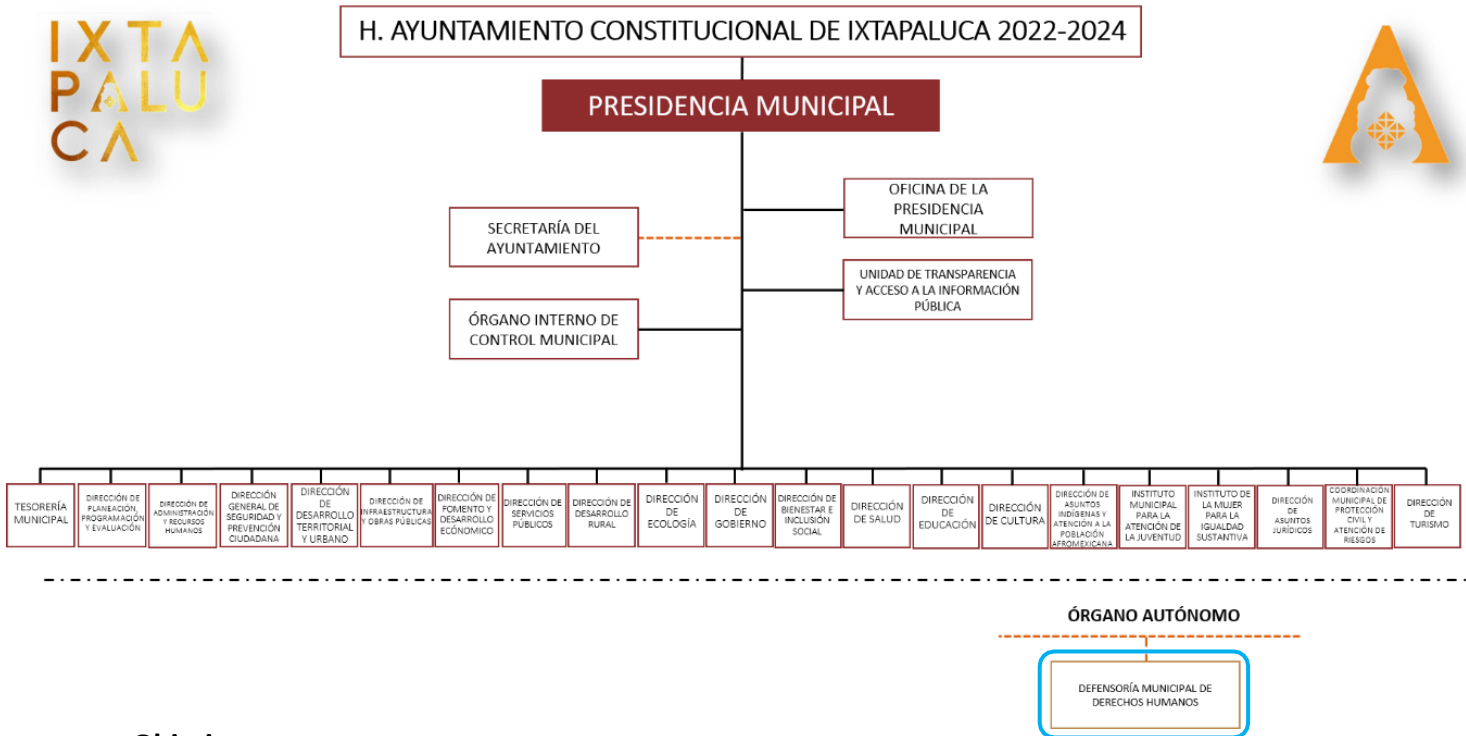 IXTA
PALU
CA
H. AYUNTAMIENTO CONSTITUCIONAL DE IXTAPALUCA 2022-2024
PRESIDENCIA MUNICIPAL
OFICINA DE LA
PRESIDENCIA
MUNICIPAL
SECRETARÍA DEL
AYUNTAMIENTO
UNIDAD DE TRANSPARENCIA
Y ACCESO A LA INFORMACIÓN
PÚBLICA
ÓRGANO INTERNO DE
CONTROL MUNICIPAL
TESORERÍA
MUNICIPAL
DIRECCIÓN DE
PLANEACIÓN,
PROGRAMACIÓN
Y EVALUACIÓN
DIRECCIÓN DE
ADMINISTRACIÓN
Y RECURSOS
HUMANOS
DIRECCIÓN
GENERAL DE
SEGURIDAD Y
PREVENCIÓN
CIUDADANA
DIRECCIÓN
DE
DESARROLLO
TERRITORIAL
Y URBANO
DIRECCIÓN DE
INFRAESTRUCTURA
Y OBRAS PÚBLICAS
DIRECCIÓN DE
FOMENTO Y
DESARROLLO
ECÓNOMICO
DIRECCIÓN DE
SERVICIOS
PÚBLICOS
DIRECCIÓN DE
DESARROLLO
RURAL
DIRECCIÓN
DE
ECOLOGÍA
DIRECCIÓN
DE
GOBIERNO
DIRECCIÓN DE
BIENESTAR E
INCLUSIÓN
SOCIAL
DIRECCIÓN
DE SALUD
DIRECCIÓN
DE
EDUCACIÓN
DIRECCIÓN
DE CULTURA
DIRECCIÓN DE
ASUNTOS
INDÍGENAS Y
ATENCIÓN A LA
POBLACIÓN
AFROMEXICANA
INSTITUTO
MUNICIPAL
PARA LA
ATENCIÓN DE
LA JUVENTUD
INSTITUTO DE
LA MUJER
PARA LA
IGUALDAD
SUSTANTIVA
DIRECCIÓN
DE
ASUNTOS
JURÍDICOS
COORDINACIÓN
MUNICIPAL DE
PROTECCIÓN
CIVIL Y
ATENCIÓN DE
RIESGOS
DIRECCIÓN
DE
TURISMO
ÓRGANO AUTÓNOMO
DEFENSORÍA MUNICIPAL DE
DERECHOS HUMANOS